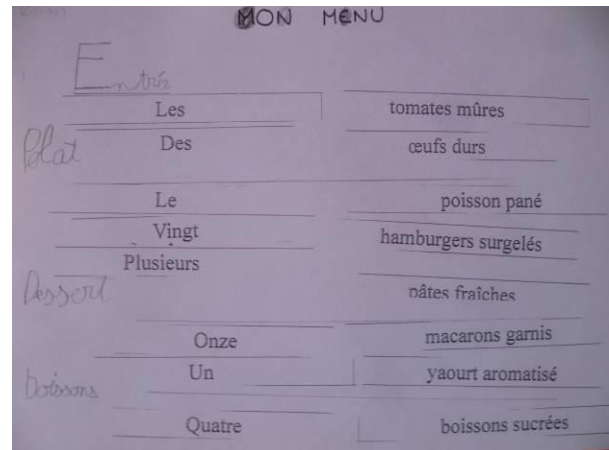 MON MENU
Entrée
Les tomates mûres
Plat
Des œufs durs
Le poisson pané
Vingt hamburgers surgelés
Plusieurs pâtes fraîches
Dessert
Onze macarons garnis
Un yaourt aromatisé
boissons
Quatre boissons sucrées